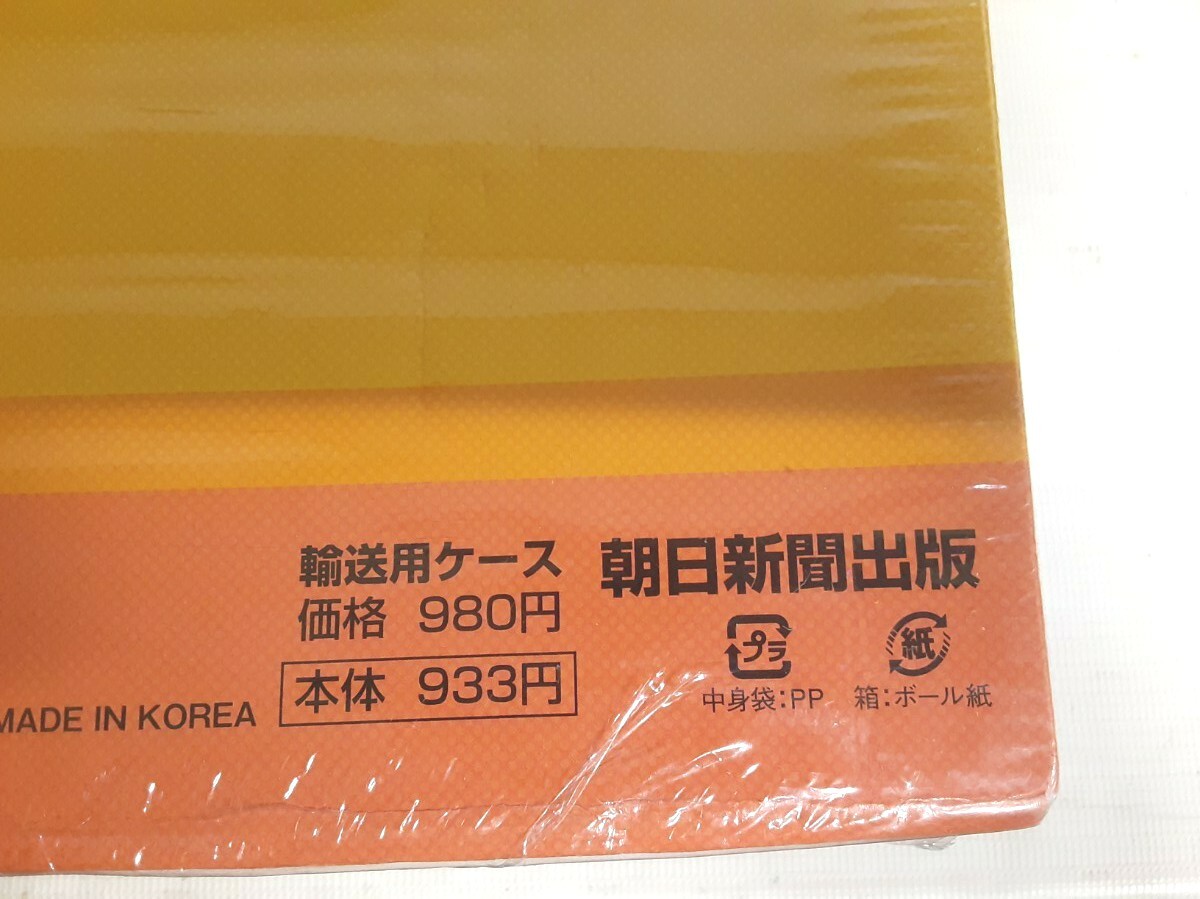 輸送用ケース
価格 980円
本体 933円
MADE IN KOREA
朝日新聞出版
プラ
紙
中身袋:PP
箱:ボール紙